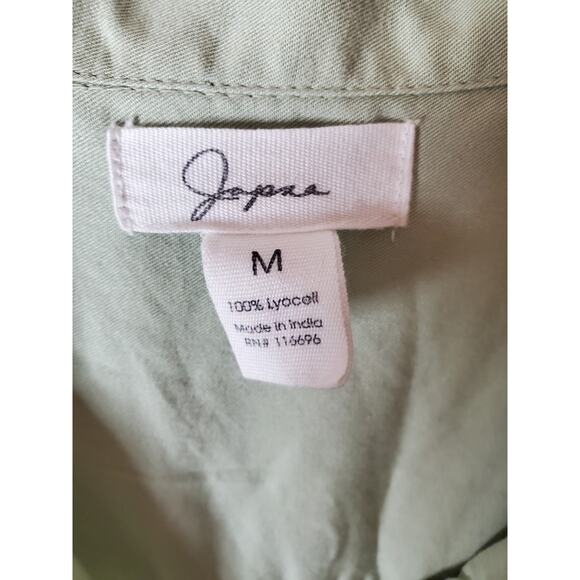 Japna
M
100% Lyocell
Made in India
RN# 116696